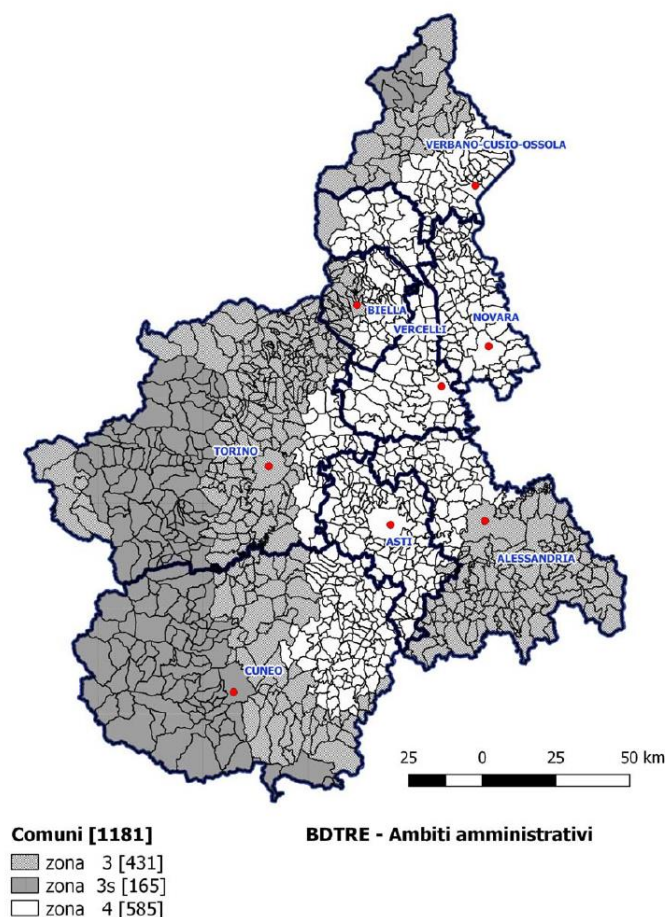 VERBANO-CUSIO-OSSOLA
BIELLA
NOVARA
VERCELLI
TORINO
ASTI
ALESSANDRIA
CUNEO
25 0 25 50 km
Comuni [1181]
BDTRE - Ambiti amministrativi
zona 3 [431]
zona 3s [165]
zona 4 [585]